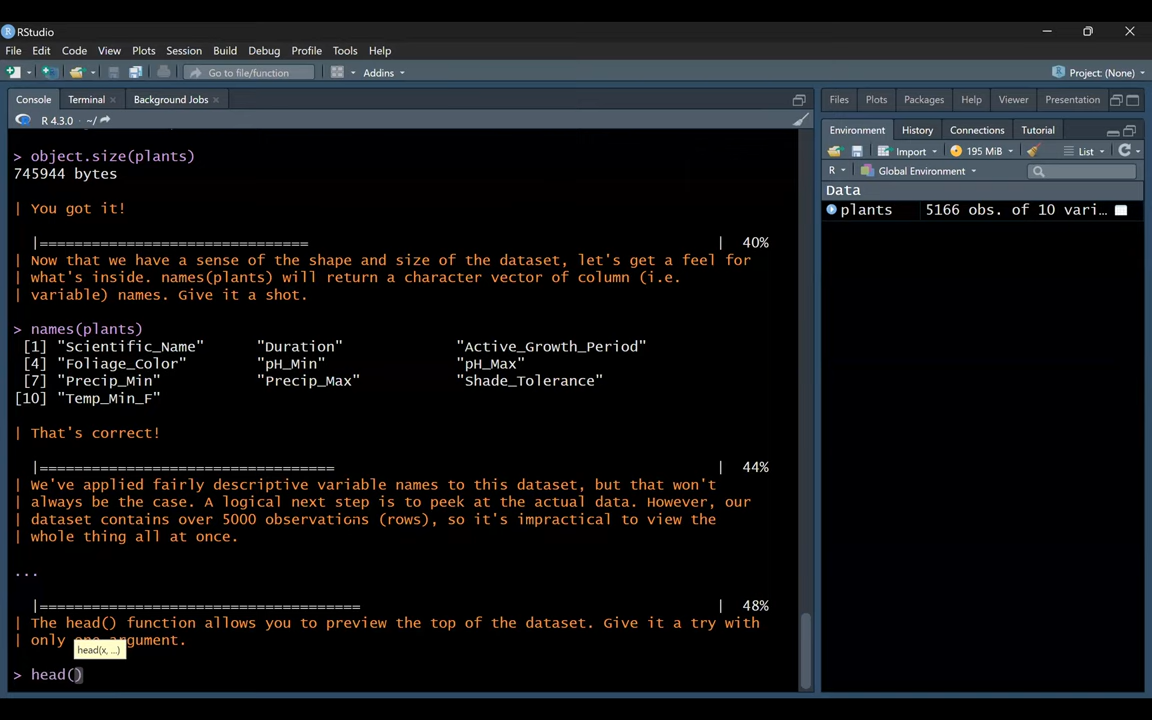 RStudio
File Edit Code View Plots Session Build Debug Profile Tools Help
Go to file/function Addins Project: (None)
Console Terminal Background Jobs
R 4.3.0 · ~/
> object.size(plants)
745944 bytes
| You got it!
|=============================== | 40%
| Now that we have a sense of the shape and size of the dataset, let's get a feel for
| what's inside. names(plants) will return a character vector of column (i.e.
| variable) names. Give it a shot.
> names(plants)
[1] "Scientific_Name" "Duration" "Active_Growth_Period"
[4] "Foliage_Color" "pH_Min" "pH_Max"
[7] "Precip_Min" "Precip_Max" "Shade_Tolerance"
[10] "Temp_Min_F"
| That's correct!
|================================== | 44%
| We've applied fairly descriptive variable names to this dataset, but that won't
| always be the case. A logical next step is to peek at the actual data. However, our
| dataset contains over 5000 observations (rows), so it's impractical to view the
| whole thing all at once.
...
|===================================== | 48%
| The head() function allows you to preview the top of the dataset. Give it a try with
| only one argument.
head(x, ...)
> head()
Files Plots Packages Help Viewer Presentation
Environment History Connections Tutorial
Import 195 MiB List
R Global Environment
Data
plants 5166 obs. of 10 vari...